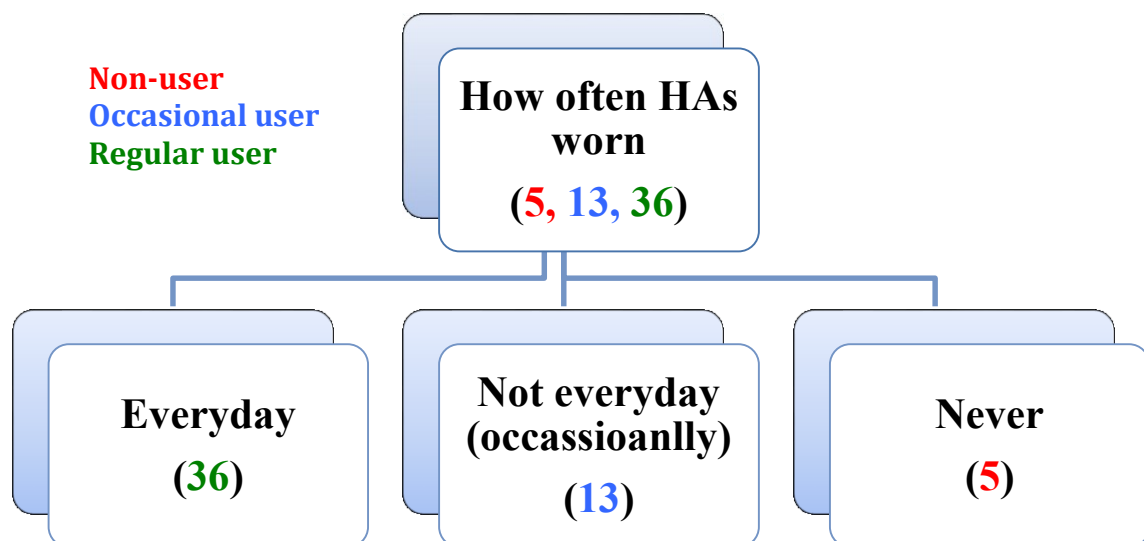 Non-user
Occasional user
Regular user
How often HAs
worn
(5, 13, 36)
Everyday
(36)
Not everyday
(occassioanlly)
(13)
Never
(5)